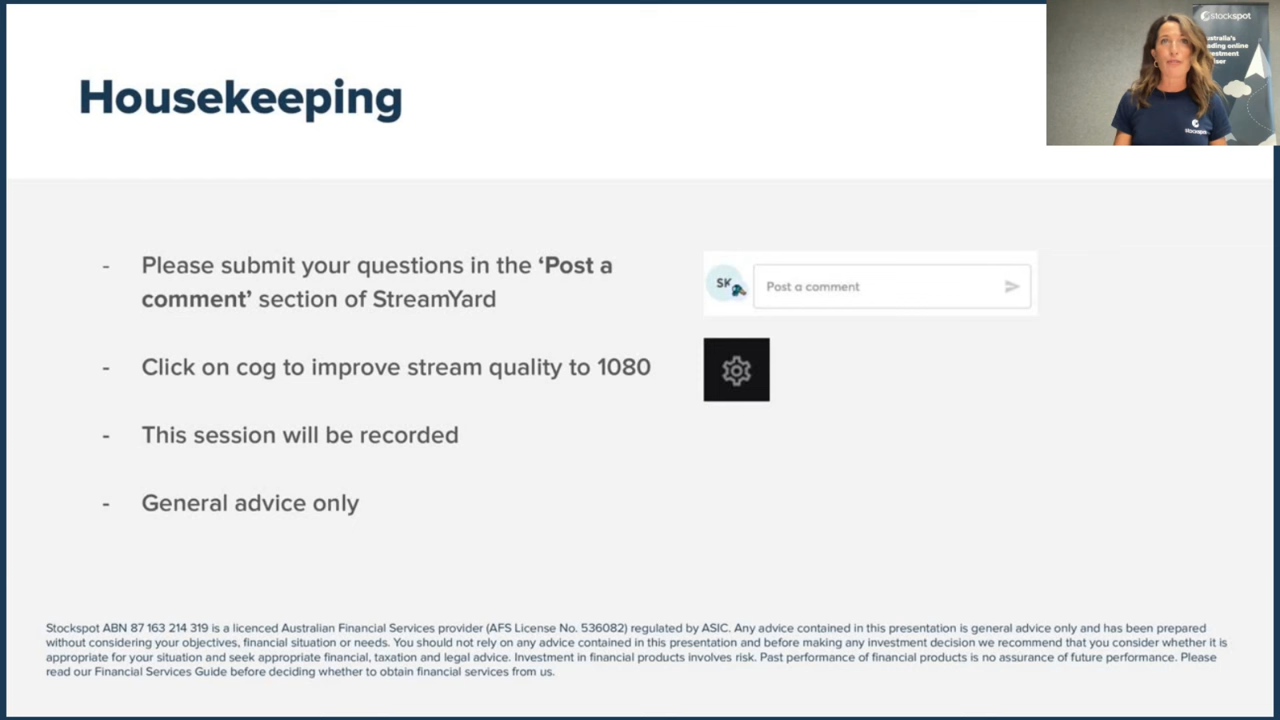 Housekeeping
stockspot
ustralia's
ading online
estment
iser
stockspot
- Please submit your questions in the ‘Post a
comment’ section of StreamYard
SK
Post a comment
- Click on cog to improve stream quality to 1080
- This session will be recorded
- General advice only
Stockspot ABN 87 163 214 319 is a licenced Australian Financial Services provider (AFS License No. 536082) regulated by ASIC. Any advice contained in this presentation is general advice only and has been prepared
without considering your objectives, financial situation or needs. You should not rely on any advice contained in this presentation and before making any investment decision we recommend that you consider whether it is
appropriate for your situation and seek appropriate financial, taxation and legal advice. Investment in financial products involves risk. Past performance of financial products is no assurance of future performance. Please
read our Financial Services Guide before deciding whether to obtain financial services from us.